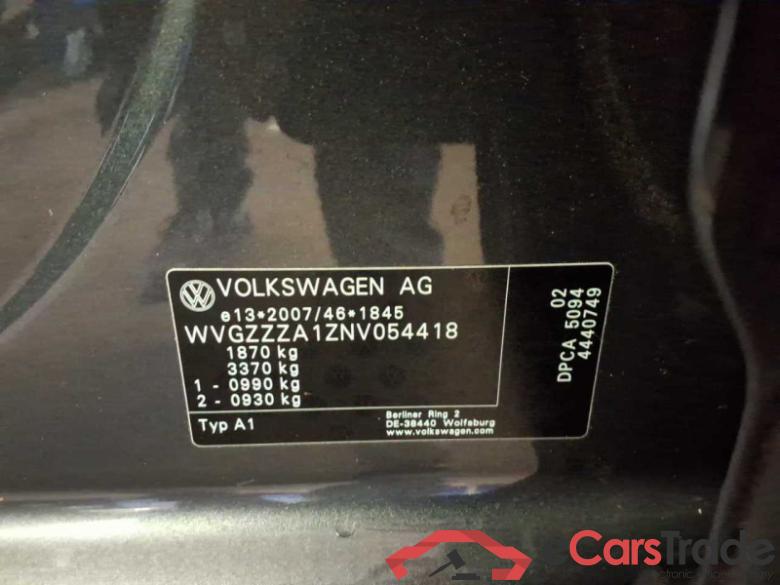 VOLKSWAGEN AG
e13*2007/46*1845
WVGZZZA1ZNV054418
1870 kg
3370 kg
1 - 0990 kg
2 - 0930 kg
Typ A1
Berliner Ring 2
DE-38440 Wolfsburg
www.volkswagen.com
02
DPCA 5094
4440749
eCarsTrade